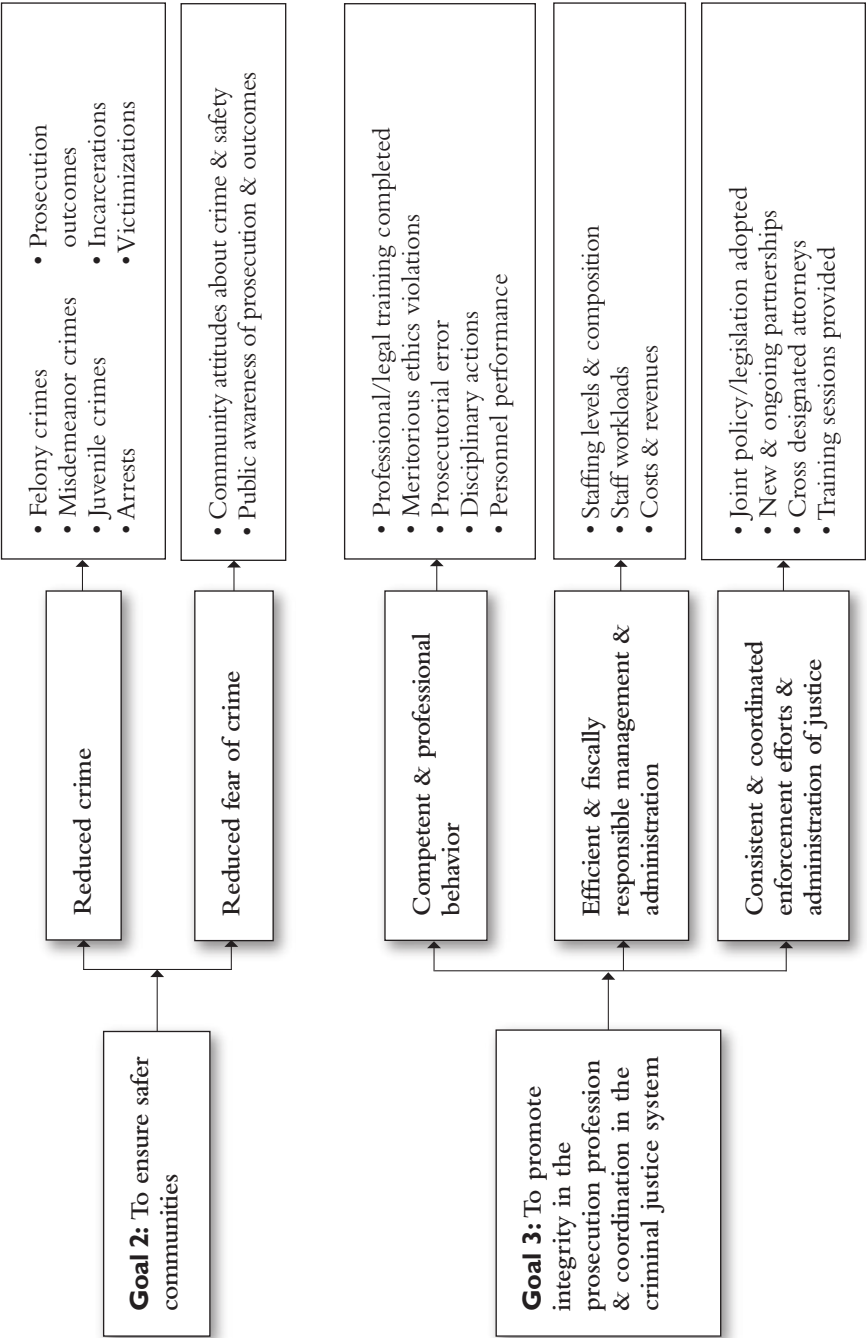 Goal 2: To ensure safer
communities
Reduced crime
• Felony crimes
• Misdemeanor crimes
• Juvenile crimes
• Arrests
• Prosecution
outcomes
• Incarcerations
• Victimizations
Reduced fear of crime
• Community attitudes about crime & safety
• Public awareness of prosecution & outcomes
Goal 3: To promote
integrity in the
prosecution profession
& coordination in the
criminal justice system
Competent & professional
behavior
• Professional/legal training completed
• Meritorious ethics violations
• Prosecutorial error
• Disciplinary actions
• Personnel performance
Efficient & fiscally
responsible management &
administration
• Staffing levels & composition
• Staff workloads
• Costs & revenues
Consistent & coordinated
enforcement efforts &
administration of justice
• Joint policy/legislation adopted
• New & ongoing partnerships
• Cross designated attorneys
• Training sessions provided